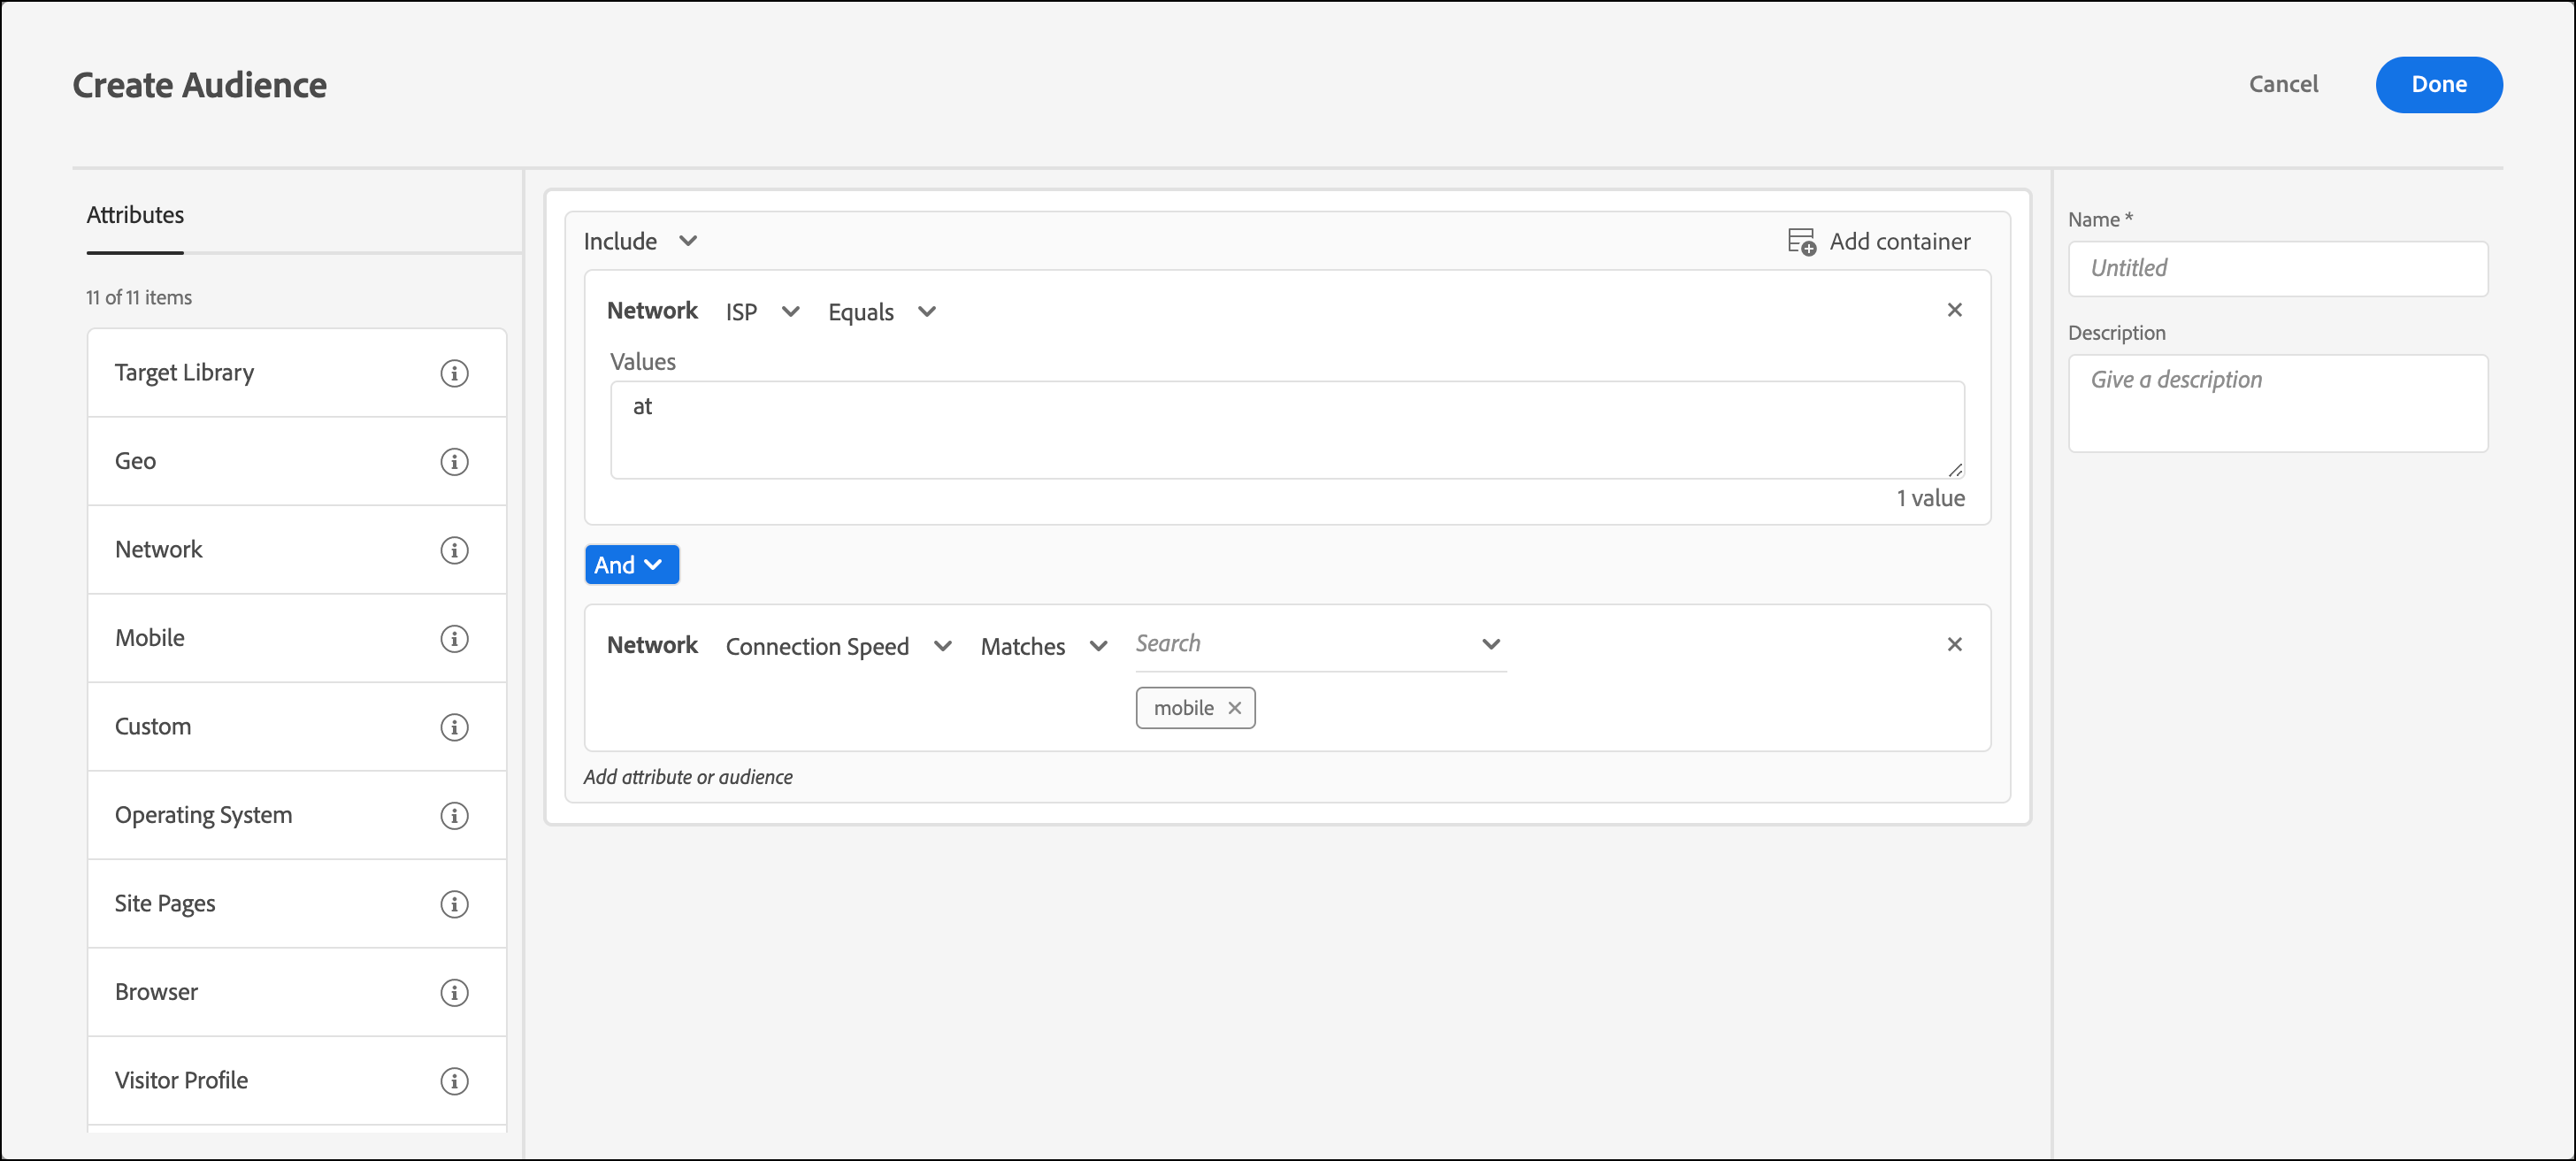 Create Audience
Cancel
Done
Attributes
11 of 11 items
Target Library
Geo
Network
Mobile
Custom
Operating System
Site Pages
Browser
Visitor Profile
Include
Add container
Network ISP Equals
Values
at
1 value
And
Network Connection Speed Matches Search
mobile
Add attribute or audience
Name *
Untitled
Description
Give a description